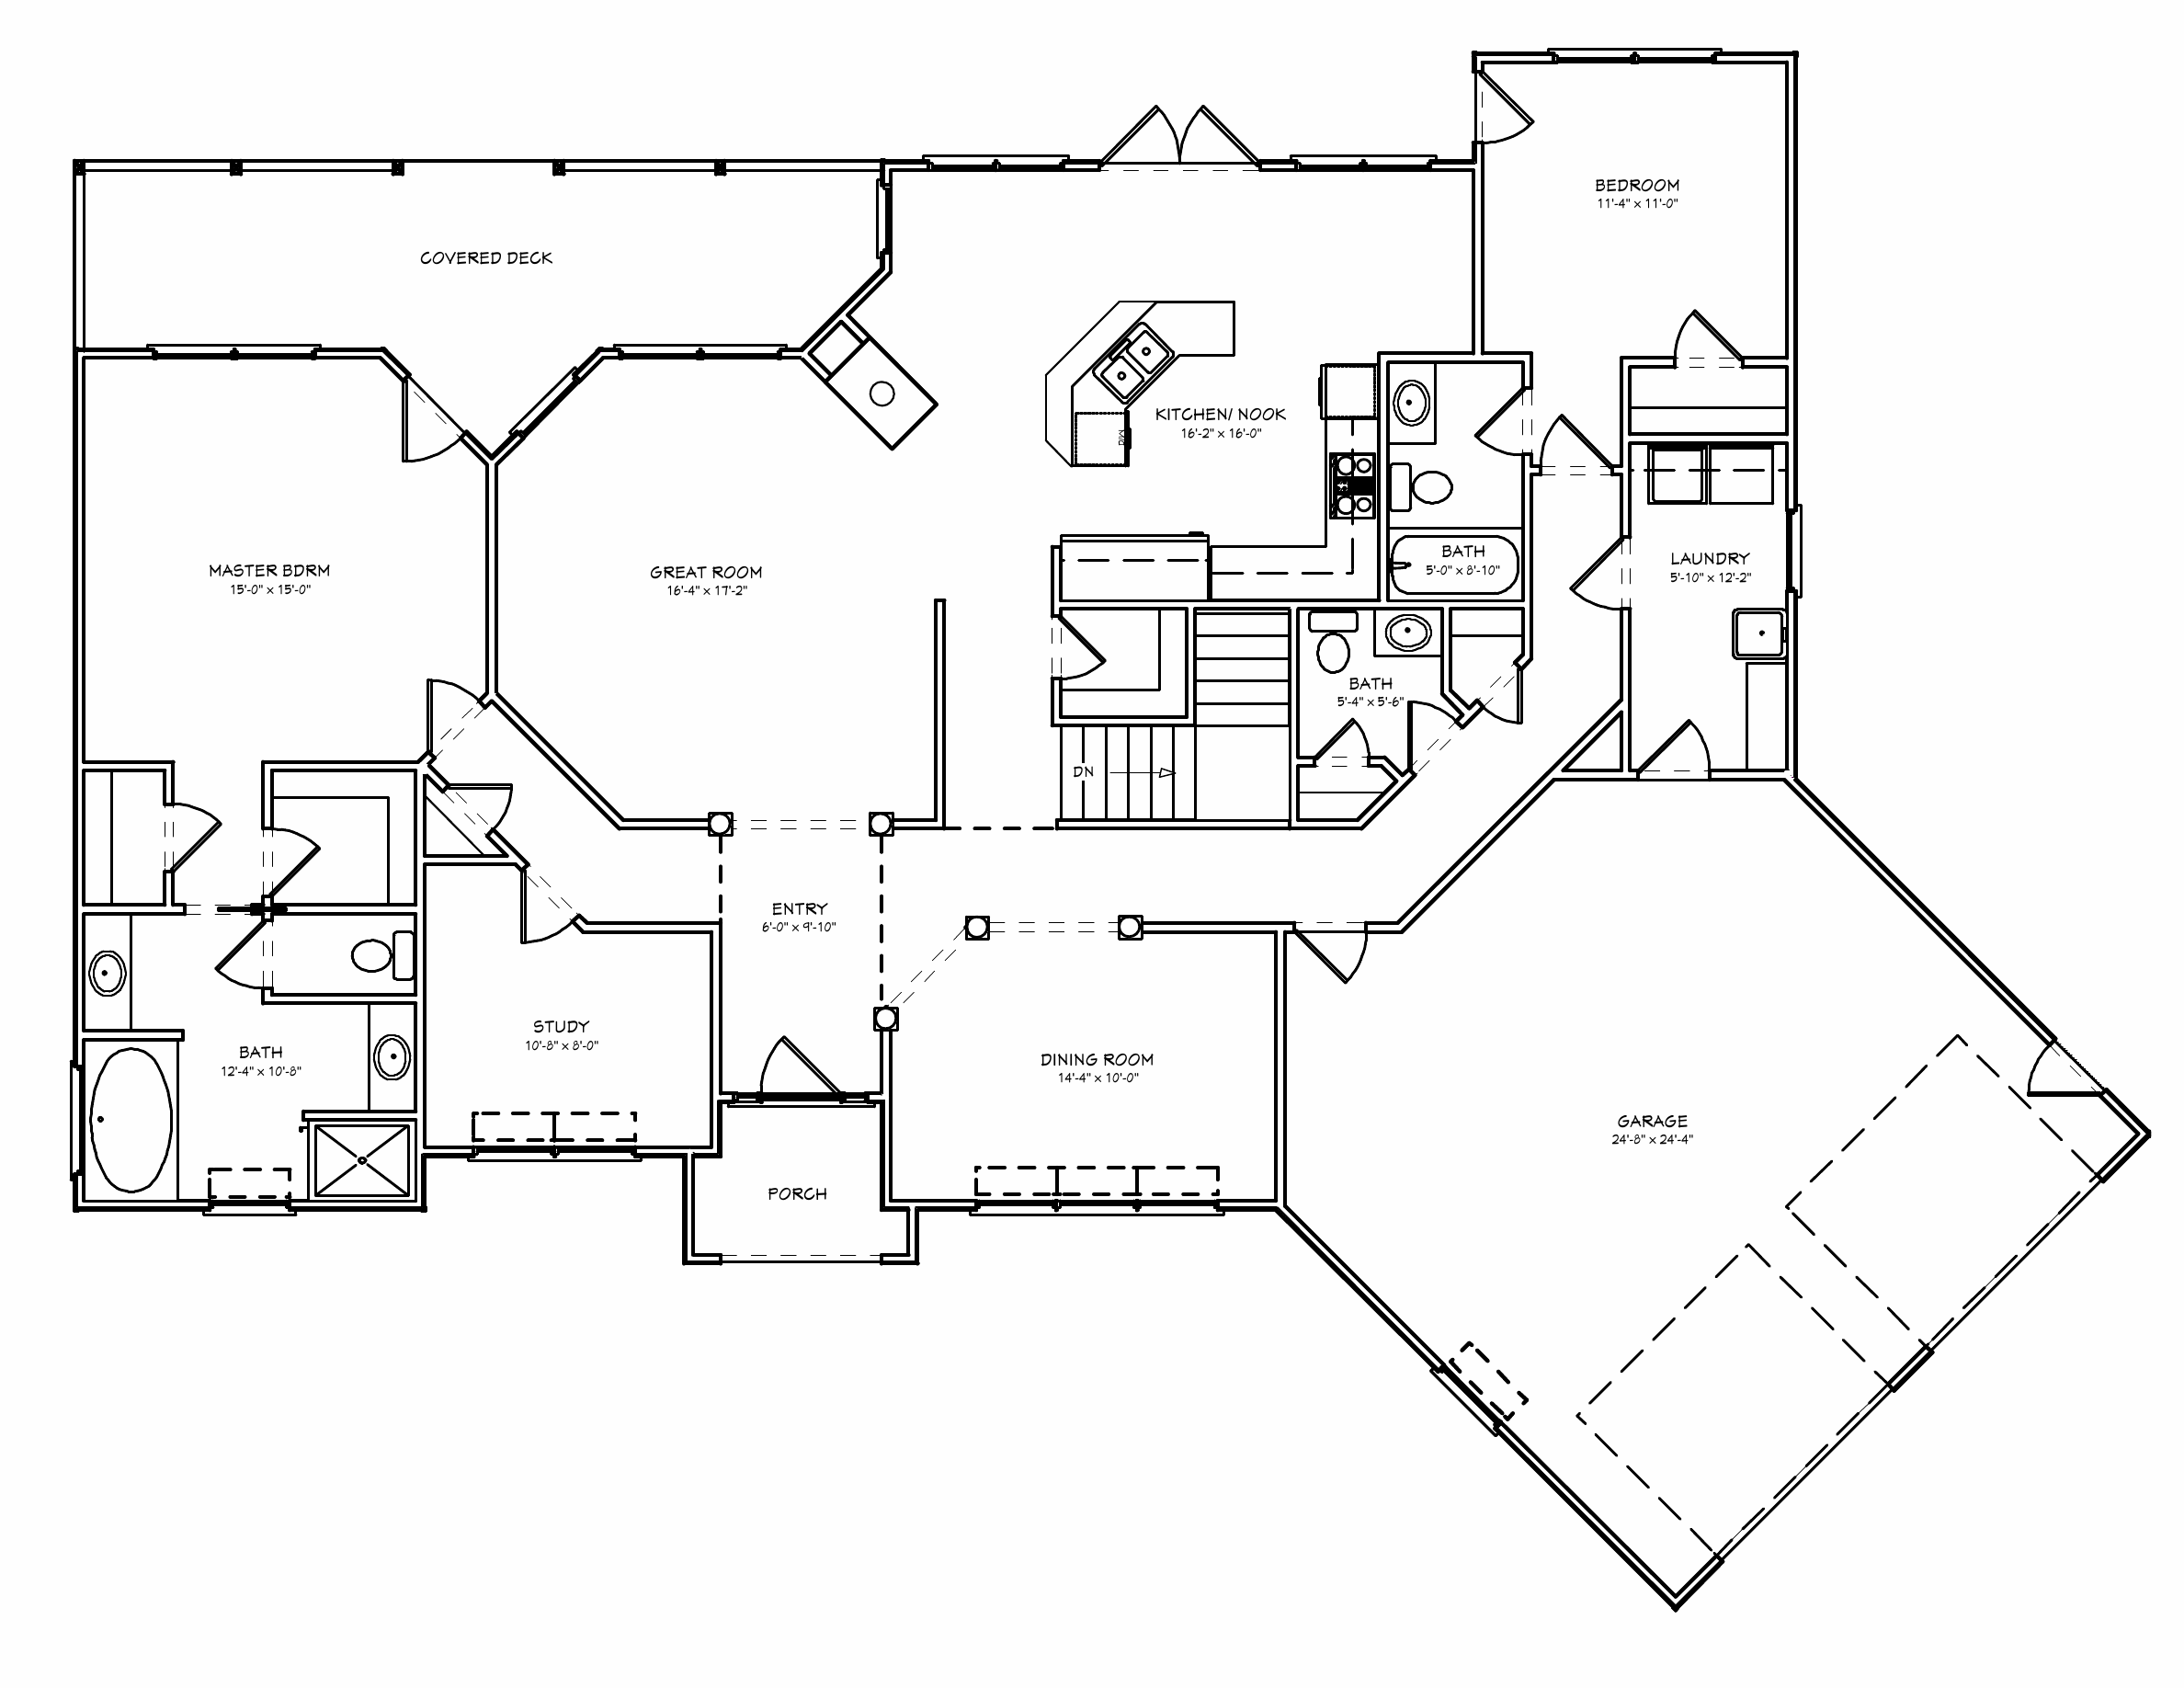 BEDROOM
11'-4" x 11'-0"
COVERED DECK
KITCHEN/ NOOK
16'-2" x 16'-0"
DW
MASTER BDRM
15'-0" x 15'-0"
GREAT ROOM
16'-4" x 17'-2"
BATH
5'-0" x 8'-10"
LAUNDRY
5'-10" x 12'-2"
BATH
5'-4" x 5'-6"
DN
ENTRY
6'-0" x 9'-10"
STUDY
10'-8" x 8'-0"
BATH
12'-4" x 10'-8"
DINING ROOM
14'-4" x 10'-0"
GARAGE
24'-8" x 24'-4"
PORCH